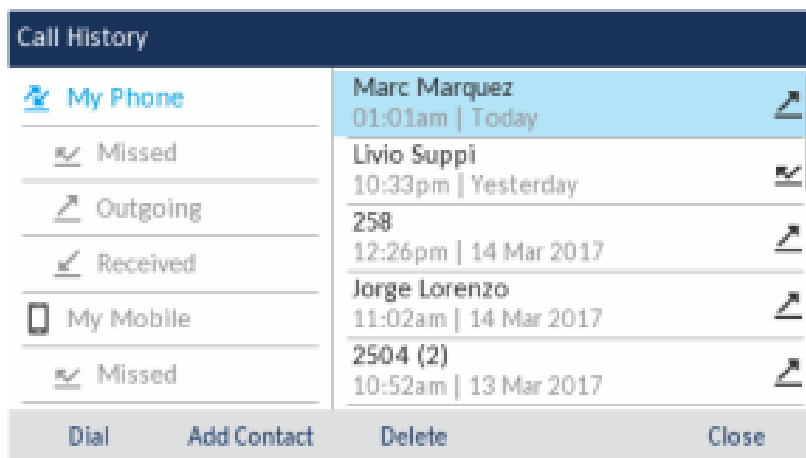 Call History
My Phone
Missed
Outgoing
Received
My Mobile
Missed
Marc Marquez
01:01am | Today
Livio Suppi
10:33pm | Yesterday
258
12:26pm | 14 Mar 2017
Jorge Lorenzo
11:02am | 14 Mar 2017
2504 (2)
10:52am | 13 Mar 2017
Dial Add Contact Delete Close